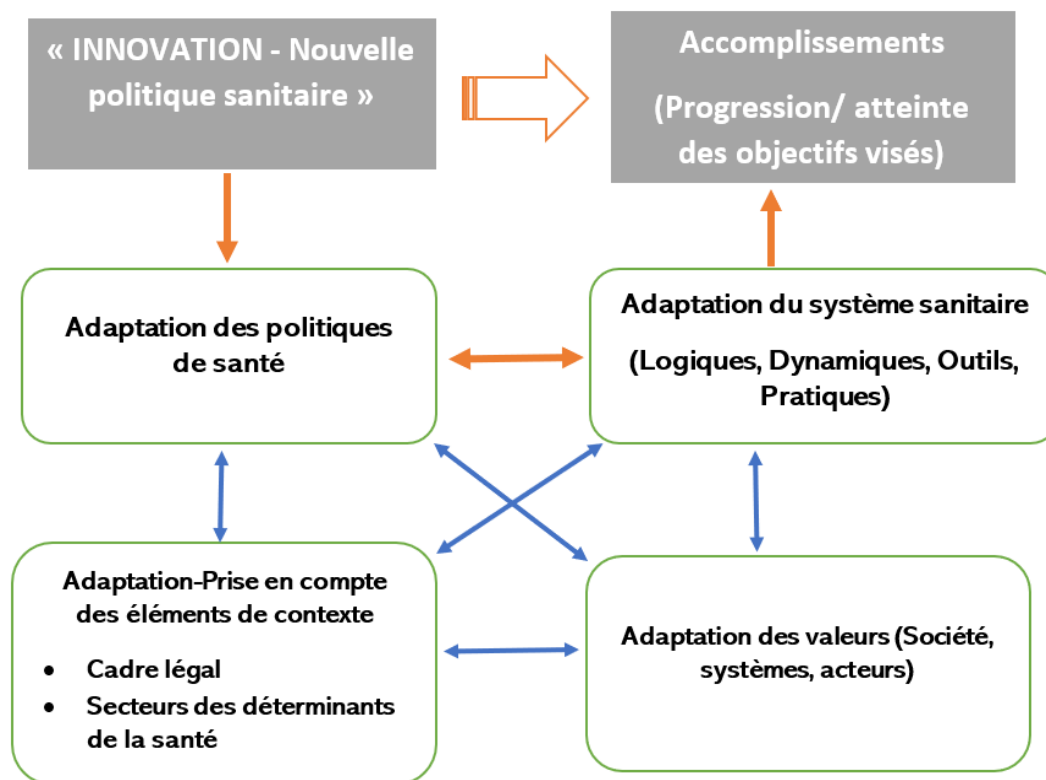 « INNOVATION - Nouvelle
politique sanitaire »
Accomplissements
(Progression/ atteinte
des objectifs visés)
Adaptation des politiques
de santé
Adaptation du système sanitaire
(Logiques, Dynamiques, Outils,
Pratiques)
Adaptation-Prise en compte
des éléments de contexte
• Cadre légal
• Secteurs des déterminants
de la santé
Adaptation des valeurs (Société,
systèmes, acteurs)